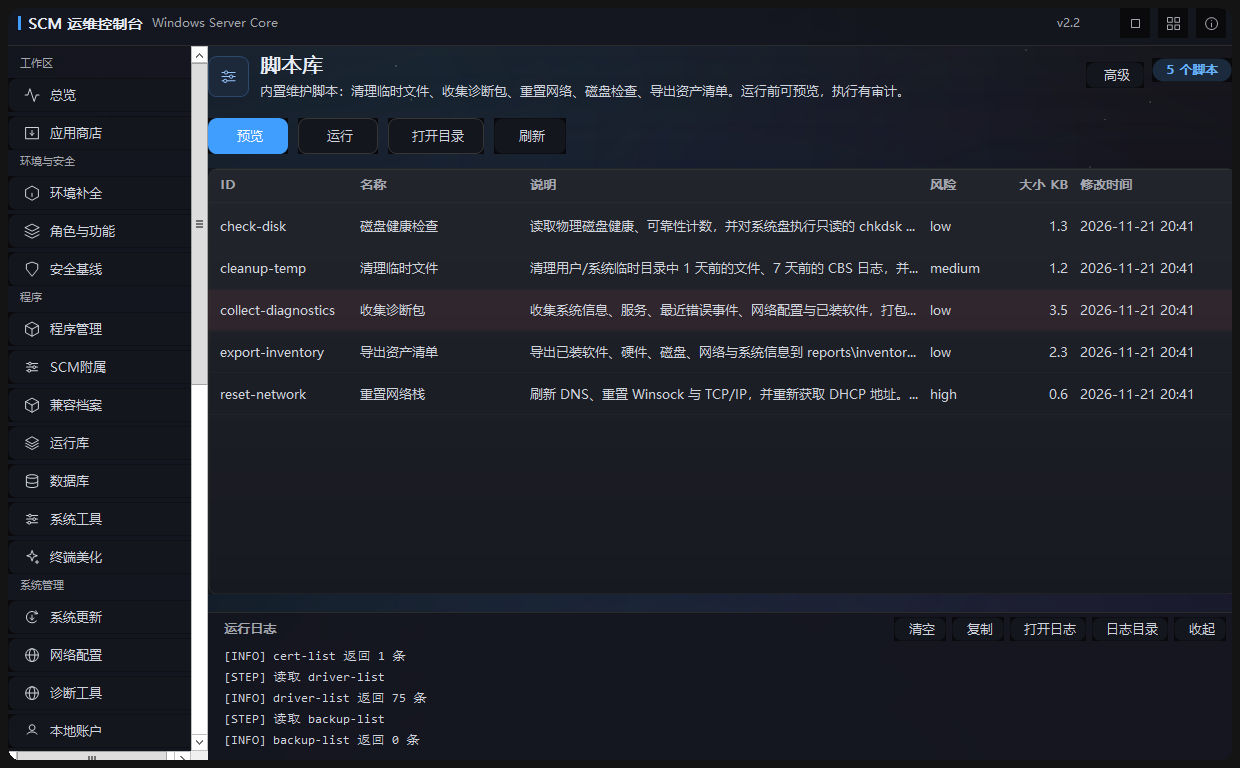 SCM 运维控制台 Windows Server Core v2.2
工作区
总览
应用商店
环境与安全
环境补全
角色与功能
安全基线
程序
程序管理
SCM附属
兼容档案
运行库
数据库
系统工具
终端美化
系统管理
系统更新
网络配置
诊断工具
本地账户
脚本库
内置维护脚本：清理临时文件、收集诊断包、重置网络、磁盘检查、导出资产清单。运行前可预览，执行有审计。
高级 5 个脚本
预览 运行 打开目录 刷新
ID 名称 说明 风险 大小 KB 修改时间
check-disk 磁盘健康检查 读取物理磁盘健康、可靠性计数，并对系统盘执行只读的 chkdsk ... low 1.3 2026-11-21 20:41
cleanup-temp 清理临时文件 清理用户/系统临时目录中 1 天前的文件、7 天前的 CBS 日志，并... medium 1.2 2026-11-21 20:41
collect-diagnostics 收集诊断包 收集系统信息、服务、最近错误事件、网络配置与已装软件，打包... low 3.5 2026-11-21 20:41
export-inventory 导出资产清单 导出已装软件、硬件、磁盘、网络与系统信息到 reports\inventor... low 2.3 2026-11-21 20:41
reset-network 重置网络栈 刷新 DNS、重置 Winsock 与 TCP/IP，并重新获取 DHCP 地址。... high 0.6 2026-11-21 20:41
运行日志 清空 复制 打开日志 日志目录 收起
[INFO] cert-list 返回 1 条
[STEP] 读取 driver-list
[INFO] driver-list 返回 75 条
[STEP] 读取 backup-list
[INFO] backup-list 返回 0 条